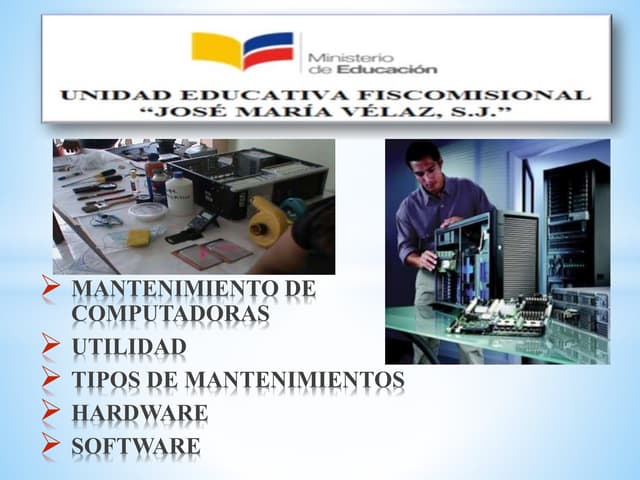 Ministerio
de Educación
UNIDAD EDUCATIVA FISCOMISIONAL
“JOSÉ MARÍA VÉLAZ, S.J.”
MANTENIMIENTO DE
COMPUTADORAS
UTILIDAD
TIPOS DE MANTENIMIENTOS
HARDWARE
SOFTWARE